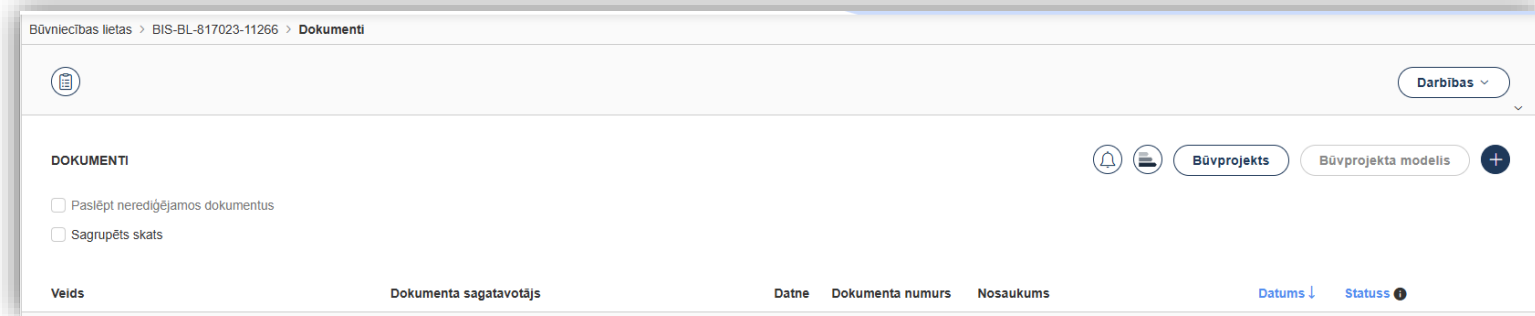 Būvniecības lietas > BIS-BL-817023-11266 > Dokumenti
Darbības
DOKUMENTI
Būvprojekts Būvprojekta modelis
Paslēpt nerediģējamos dokumentus
Sagrupēts skats
Veids Dokumenta sagatavotājs Datne Dokumenta numurs Nosaukums Datums ↓ Statuss